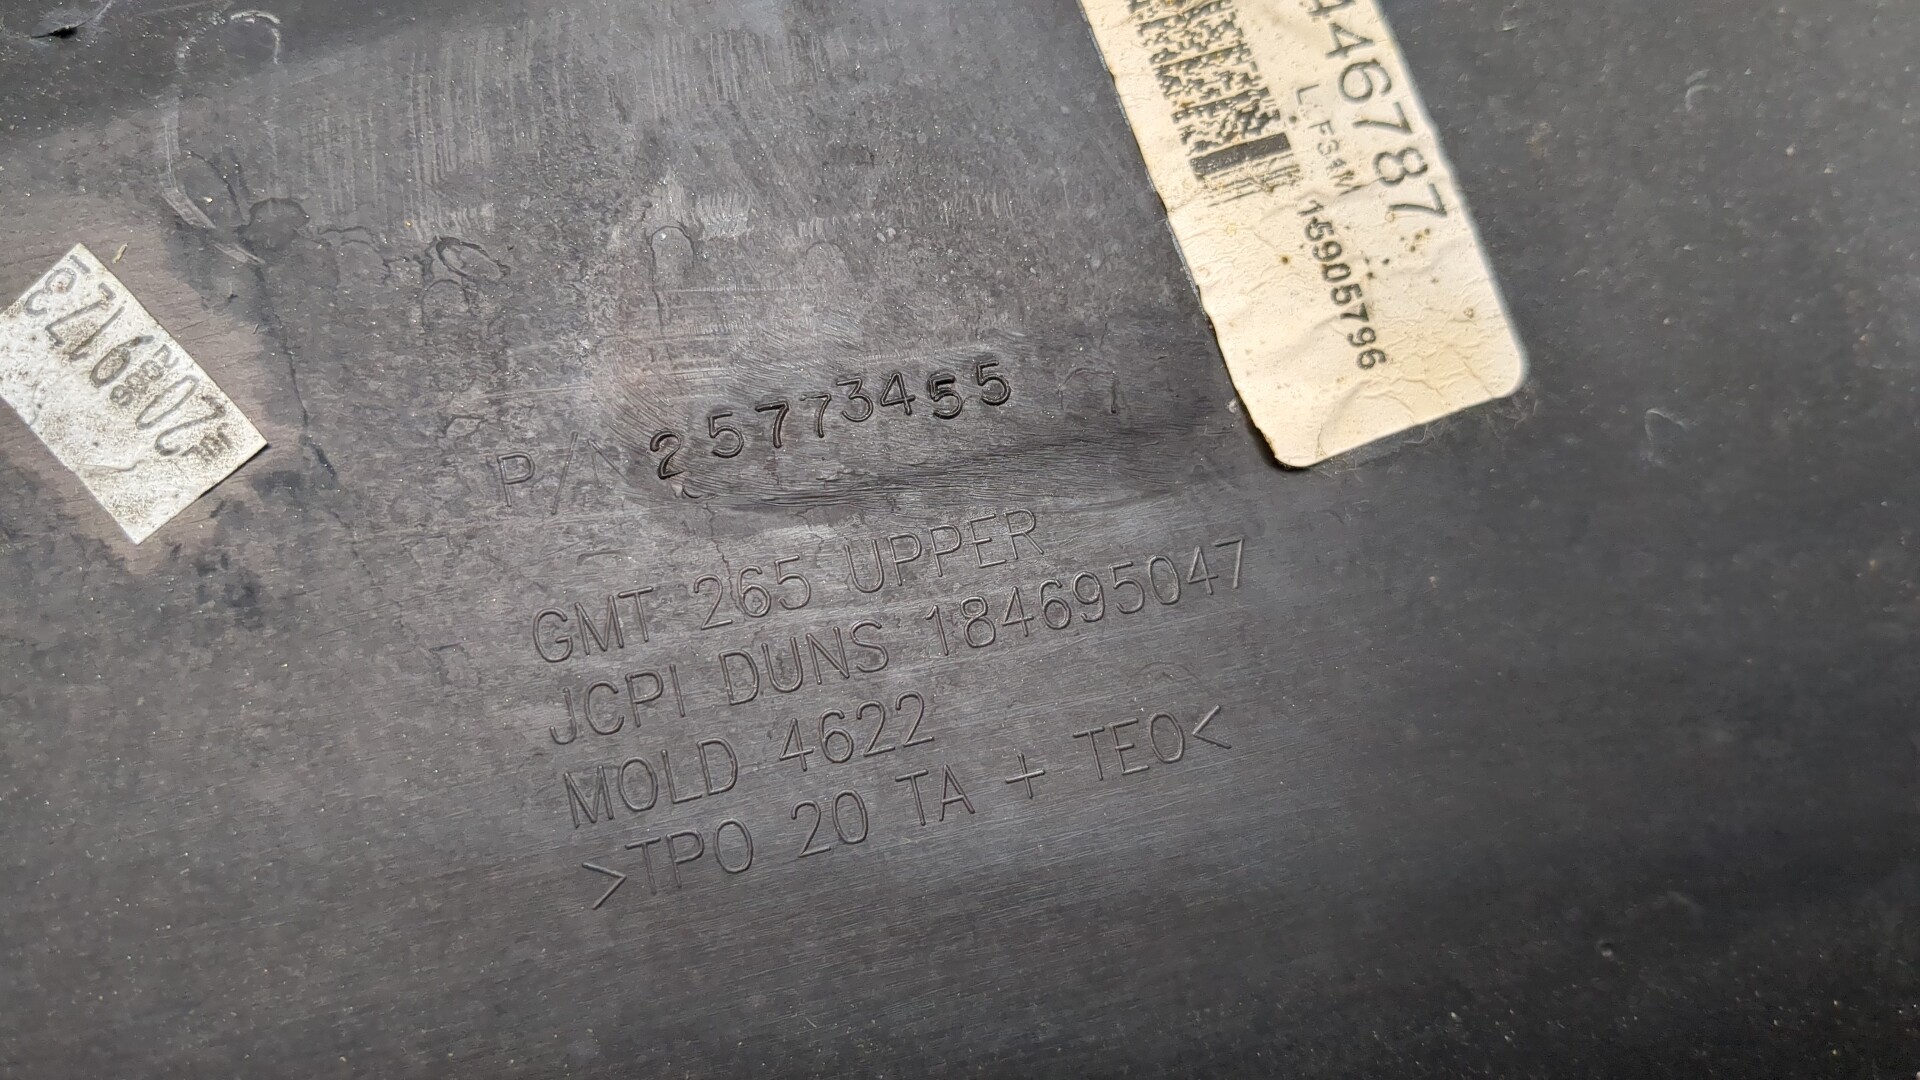 446787
15905796
P/N 25773455
GMT 265 UPPER
JCPI DUNS 184695047
MOLD 4622
>TPO 20 TA + TEO<